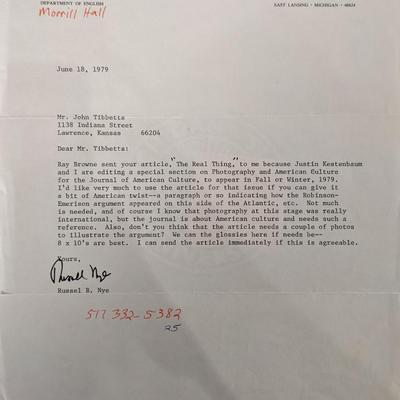 DEPARTMENT OF ENGLISH
EAST LANSING · MICHIGAN · 48824
Morrill Hall
June 18, 1979
Mr. John Tibbetts
1138 Indiana Street
Lawrence, Kansas 66204
Dear Mr. Tibbetts:
Ray Browne sent your article, "The Real Thing," to me because Justin Kestenbaum
and I are editing a special section on Photography and American Culture
for the Journal of American Culture, to appear in Fall or Winter, 1979.
I'd like very much to use the article for that issue if you can give it
a bit of American twist--a paragraph or so indicating how the Robinson-
Emerison argument appeared on this side of the Atlantic, etc. Not much
is needed, and of course I know that photography at this stage was really
international, but the journal is about American culture and needs such a
reference. Also, don't you think that the article needs a couple of photos
to illustrate the argument? We can the glossies here if needs be--
8 x 10's are best. I can send the article immediately if this is agreeable.
Yours,
Russel Nye
Russel B. Nye
517 332-5382
25